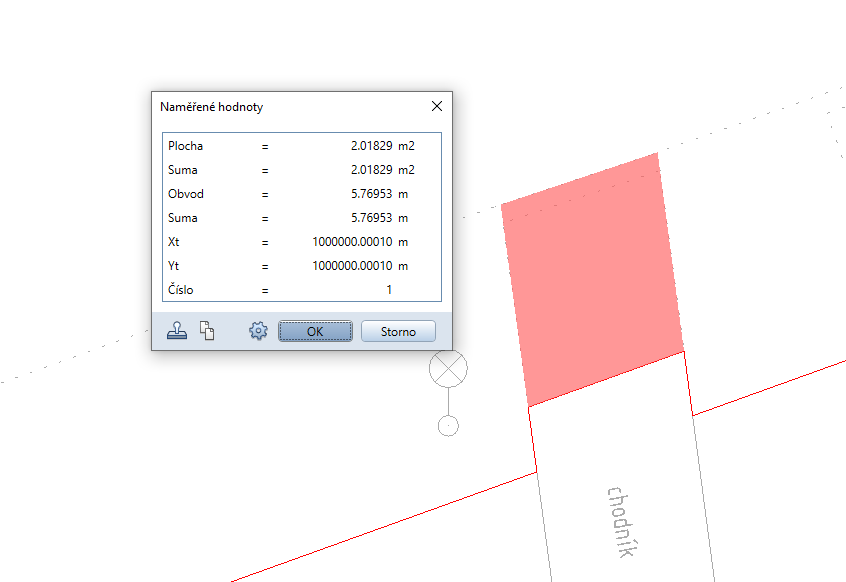 Naměřené hodnoty
Plocha = 2.01829 m2
Suma = 2.01829 m2
Obvod = 5.76953 m
Suma = 5.76953 m
Xt = 1000000.00010 m
Yt = 1000000.00010 m
Číslo = 1
OK Storno
chodník